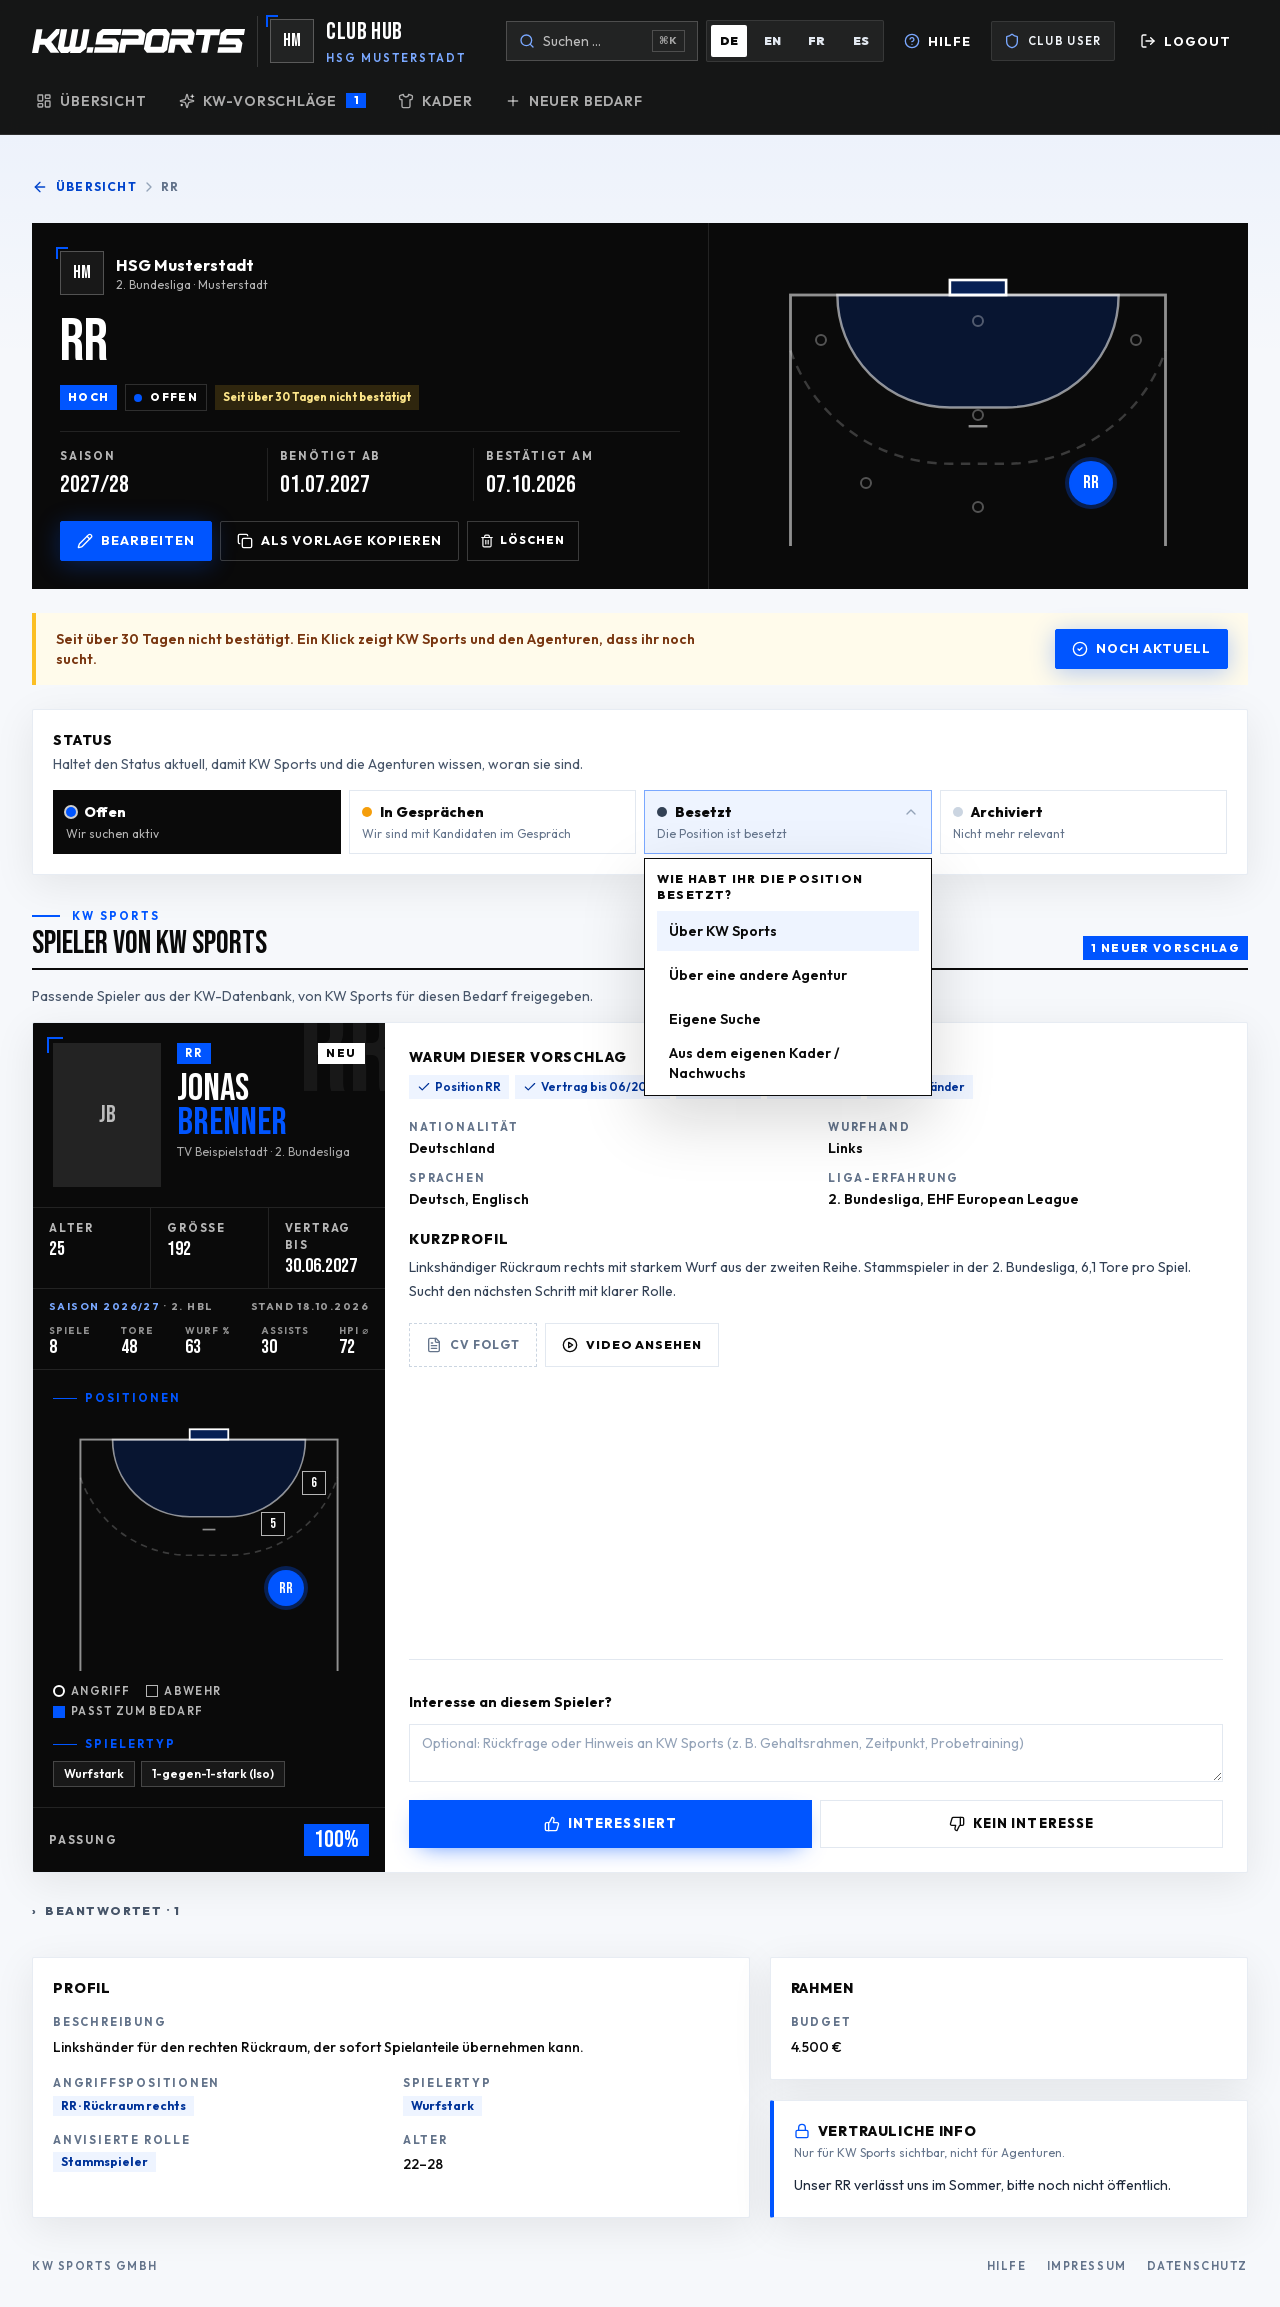 KW.SPORTS
HM
CLUB HUB
HSG MUSTERSTADT
Suchen ...
⌘K
DE EN FR ES
HILFE
CLUB USER
LOGOUT
ÜBERSICHT
KW-VORSCHLÄGE 1
KADER
NEUER BEDARF
ÜBERSICHT
RR
HM
HSG Musterstadt
2. Bundesliga · Musterstadt
RR
HOCH
OFFEN
Seit über 30 Tagen nicht bestätigt
SAISON
2027/28
BENÖTIGT AB
01.07.2027
BESTÄTIGT AM
07.10.2026
BEARBEITEN
ALS VORLAGE KOPIEREN
LÖSCHEN
RR
Seit über 30 Tagen nicht bestätigt. Ein Klick zeigt KW Sports und den Agenturen, dass ihr noch
sucht.
NOCH AKTUELL
STATUS
Haltet den Status aktuell, damit KW Sports und die Agenturen wissen, woran sie sind.
Offen
Wir suchen aktiv
In Gesprächen
Wir sind mit Kandidaten im Gespräch
Besetzt
Die Position ist besetzt
Archiviert
Nicht mehr relevant
WIE HABT IHR DIE POSITION
BESETZT?
Über KW Sports
Über eine andere Agentur
Eigene Suche
Aus dem eigenen Kader /
Nachwuchs
KW SPORTS
SPIELER VON KW SPORTS
1 NEUER VORSCHLAG
Passende Spieler aus der KW-Datenbank, von KW Sports für diesen Bedarf freigegeben.
JB
RR
NEU
RR
JONAS
BRENNER
TV Beispielstadt · 2. Bundesliga
ALTER
25
GRÖSSE
192
VERTRAG
BIS
30.06.2027
SAISON 2026/27 · 2. HBL
STAND 18.10.2026
SPIELE
8
TORE
48
WURF %
63
ASSISTS
30
HPI ⌀
72
POSITIONEN
6
5
RR
ANGRIFF
ABWEHR
PASST ZUM BEDARF
SPIELERTYP
Wurfstark
1-gegen-1-stark (Iso)
PASSUNG
100%
WARUM DIESER VORSCHLAG
Position RR
Vertrag bis 06/20
änder
NATIONALITÄT
Deutschland
WURFHAND
Links
SPRACHEN
Deutsch, Englisch
LIGA-ERFAHRUNG
2. Bundesliga, EHF European League
KURZPROFIL
Linkshändiger Rückraum rechts mit starkem Wurf aus der zweiten Reihe. Stammspieler in der 2. Bundesliga, 6,1 Tore pro Spiel.
Sucht den nächsten Schritt mit klarer Rolle.
CV FOLGT
VIDEO ANSEHEN
Interesse an diesem Spieler?
Optional: Rückfrage oder Hinweis an KW Sports (z. B. Gehaltsrahmen, Zeitpunkt, Probetraining)
INTERESSIERT
KEIN INTERESSE
› BEANTWORTET · 1
PROFIL
BESCHREIBUNG
Linkshänder für den rechten Rückraum, der sofort Spielanteile übernehmen kann.
ANGRIFFSPOSITIONEN
RR · Rückraum rechts
SPIELERTYP
Wurfstark
ANVISIERTE ROLLE
Stammspieler
ALTER
22–28
RAHMEN
BUDGET
4.500 €
VERTRAULICHE INFO
Nur für KW Sports sichtbar, nicht für Agenturen.
Unser RR verlässt uns im Sommer, bitte noch nicht öffentlich.
KW SPORTS GMBH
HILFE
IMPRESSUM
DATENSCHUTZ